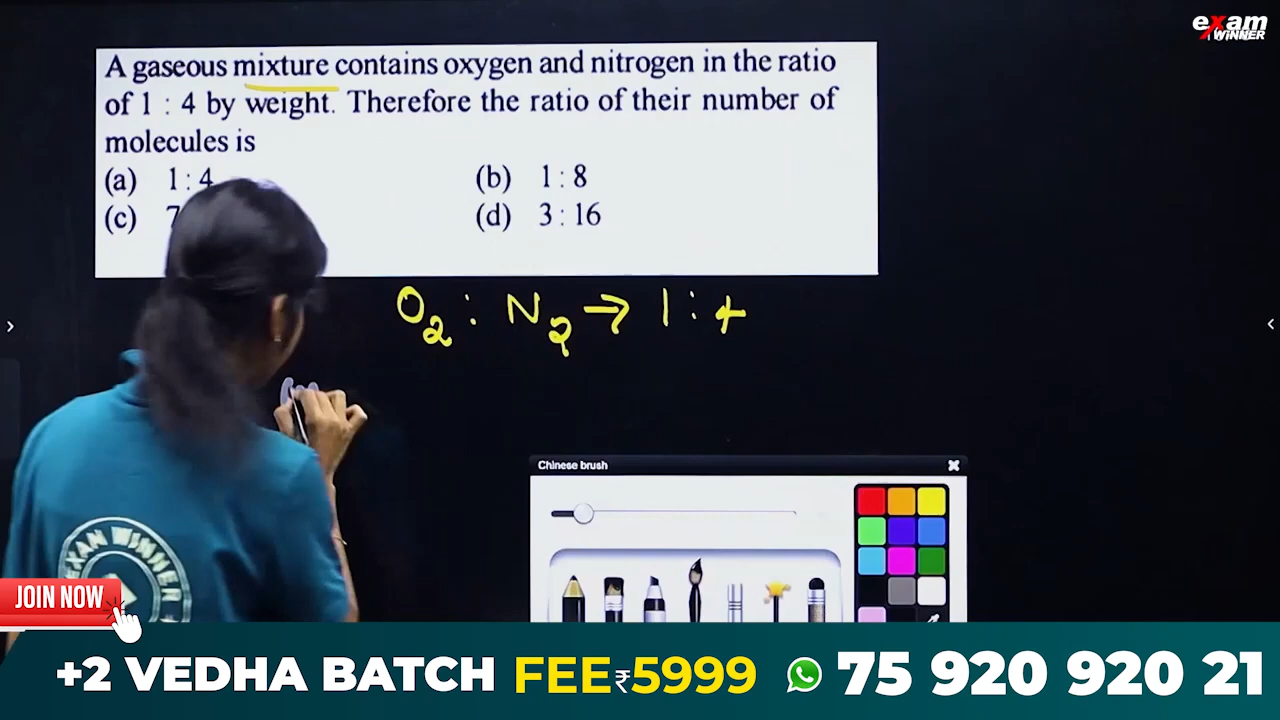 exam
WINNER
A gaseous mixture contains oxygen and nitrogen in the ratio
of 1 : 4 by weight. Therefore the ratio of their number of
molecules is
(a) 1 : 4 (b) 1 : 8
(c) 7 (d) 3 : 16
O₂ : N₂ → 1 : 4
Chinese brush
EXAM WINNER
JOIN NOW
+2 VEDHA BATCH FEE ₹5999 75 920 920 21